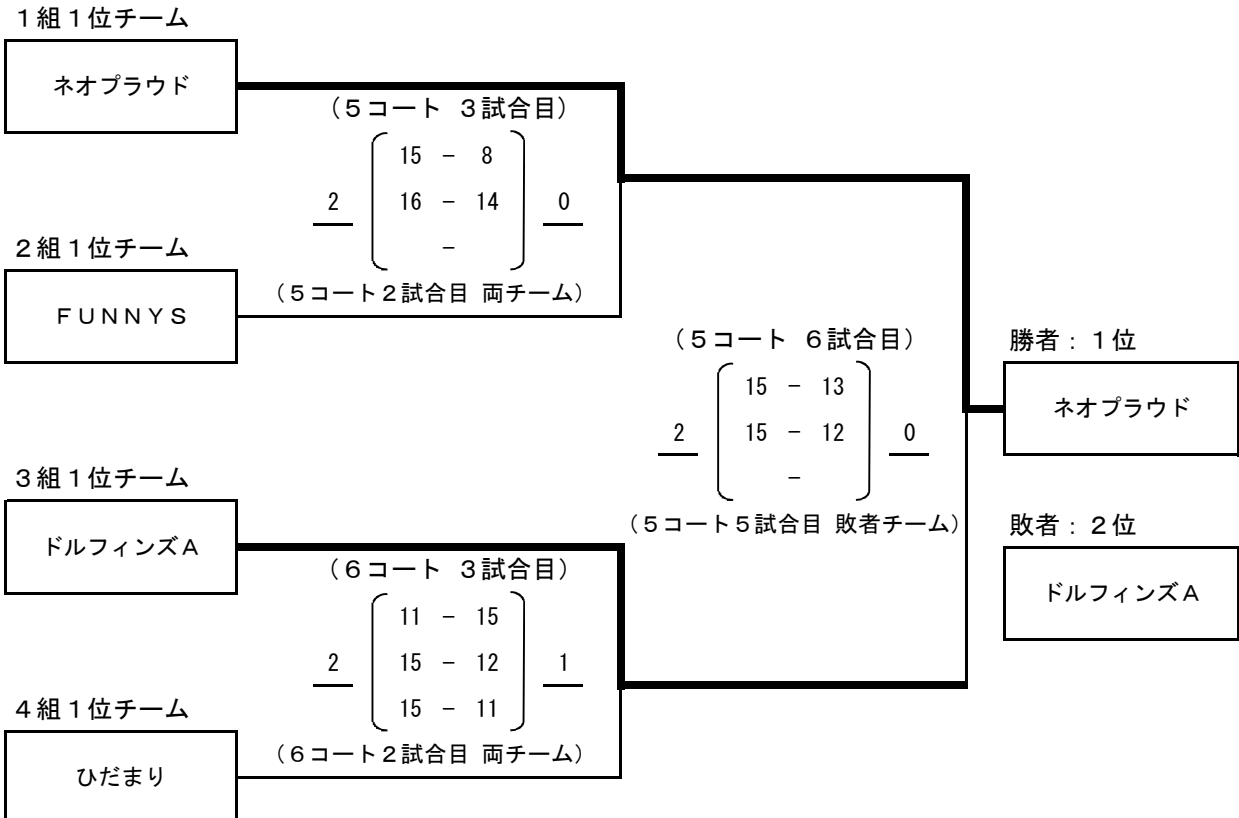 １組１位チーム
ネオプラウド
（５コート ３試合目）
15 － 8
2 16 － 14 0
－
２組１位チーム
（５コート２試合目 両チーム）
ＦＵＮＮＹＳ
（５コート ６試合目）
勝者：１位
15 － 13
ネオプラウド
2 15 － 12 0
－
３組１位チーム
（５コート５試合目 敗者チーム）
敗者：２位
ドルフィンズＡ
（６コート ３試合目）
ドルフィンズＡ
11 － 15
2 15 － 12 1
15 － 11
４組１位チーム
（６コート２試合目 両チーム）
ひだまり